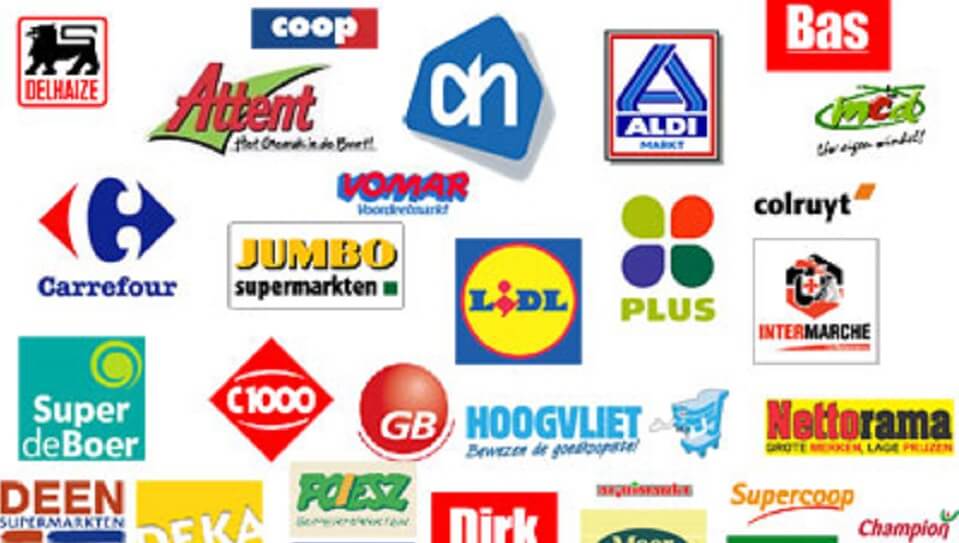 DELHAIZE
coop
Attent
Het Gemak in de Buurt!
ah
ALDI
MARKT
Bas
mcd
Uw eigen winkel!
Carrefour
VOMAR
Voordeelmarkt
JUMBO
supermarkten
LiDL
PLUS
colruyt
INTERMARCHE
Super
deBoer
C1000
GB
HOOGVLIET
Bewezen de goedkoopste!
Nettorama
GROTE MERKEN, LAGE PRIJZEN
DEEN
SUPERMARKTEN
DEKA
POIESZ
Dirk
Supercoop
Champion